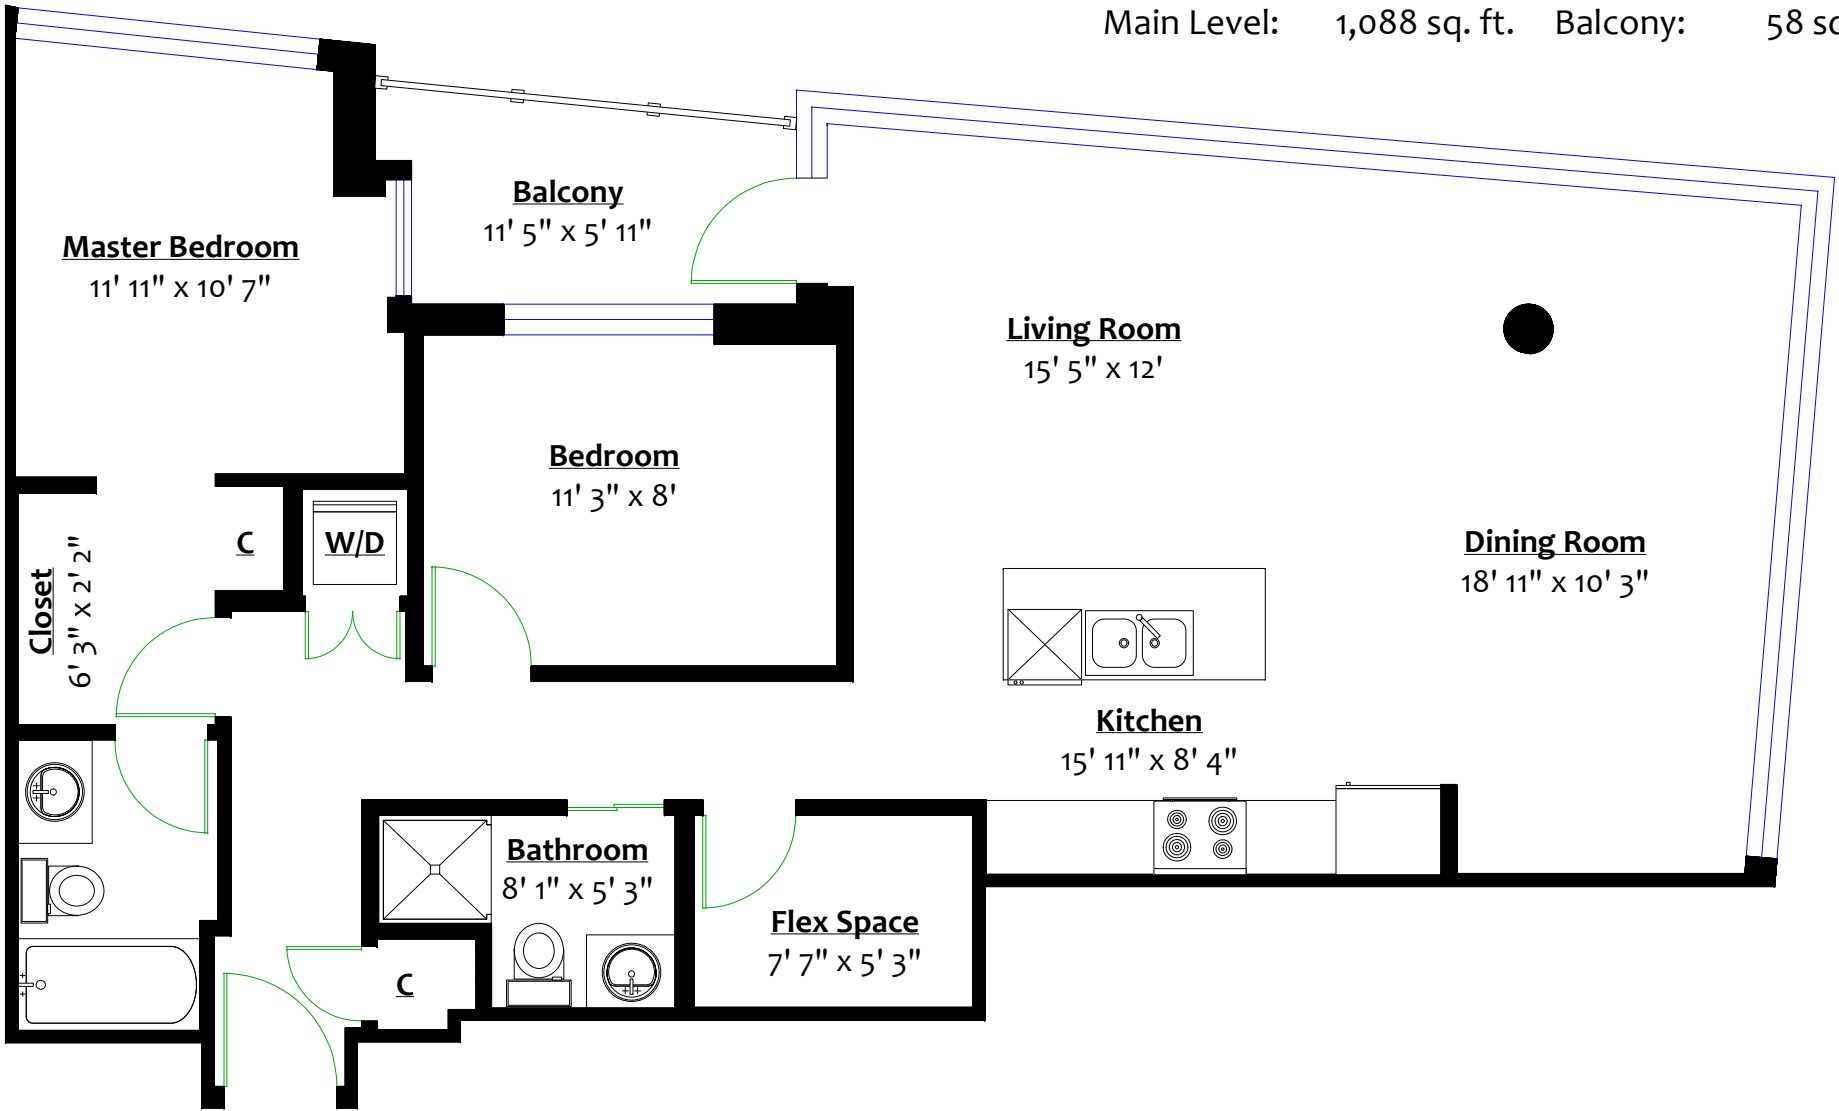 Main Level: 1,088 sq. ft. Balcony: 58
Balcony
11' 5" x 5' 11"
Master Bedroom
11' 11" x 10' 7"
Living Room
15' 5" x 12'
Bedroom
11' 3" x 8'
C
W/D
Dining Room
18' 11" x 10' 3"
Closet
6' 3" x 2' 2"
Kitchen
15' 11" x 8' 4"
Bathroom
8' 1" x 5' 3"
Flex Space
7' 7" x 5' 3"
C